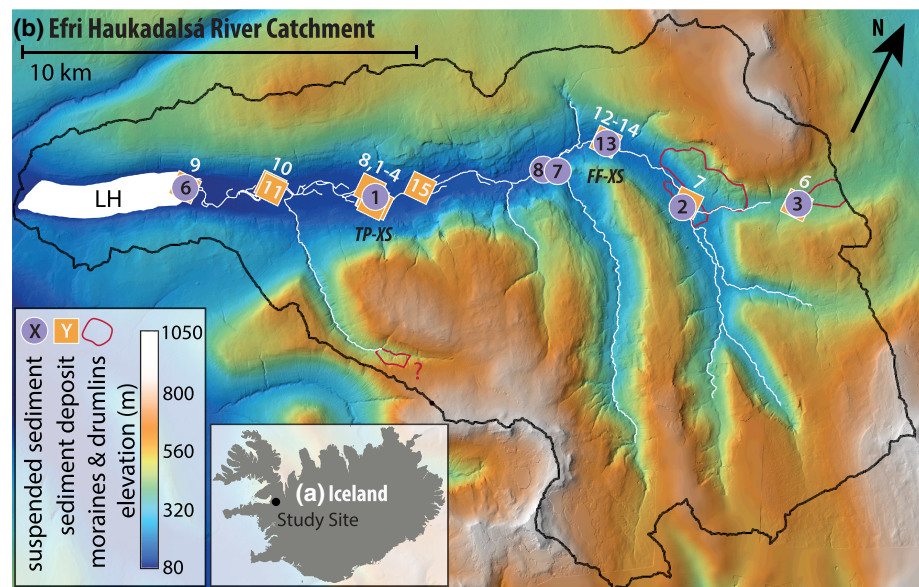 (b) Efri Haukadalsá River Catchment
10 km
N
9
10
8,1-4
12-14
7
6
LH
6
11
1
15
8
7
13
2
3
TP-XS
FF-XS
?
X
Y
suspended sediment
sediment deposit
moraines & drumlins
elevation (m)
1050
800
560
320
80
(a) Iceland
Study Site